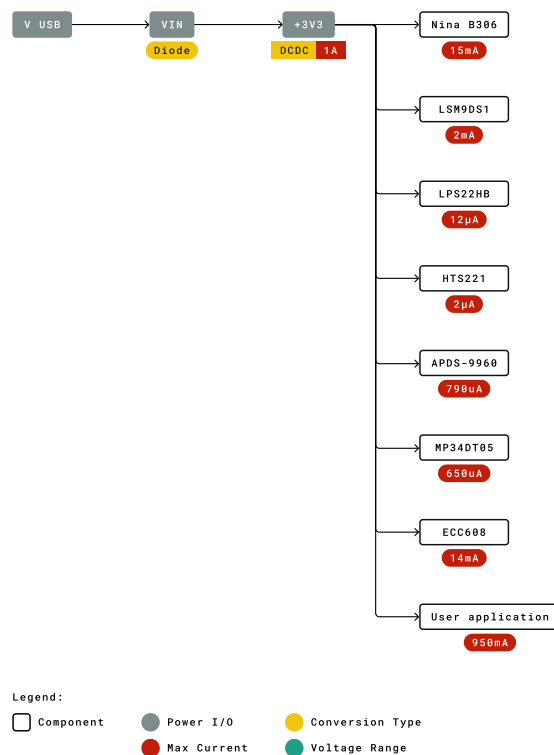 V USB
VIN
+3V3
Nina B306
Diode
DCDC 1A
15mA
LSM9DS1
2mA
LPS22HB
12µA
HTS221
2µA
APDS-9960
790uA
MP34DT05
650uA
ECC608
14mA
User application
950mA
Legend:
Component
Power I/O
Conversion Type
Max Current
Voltage Range